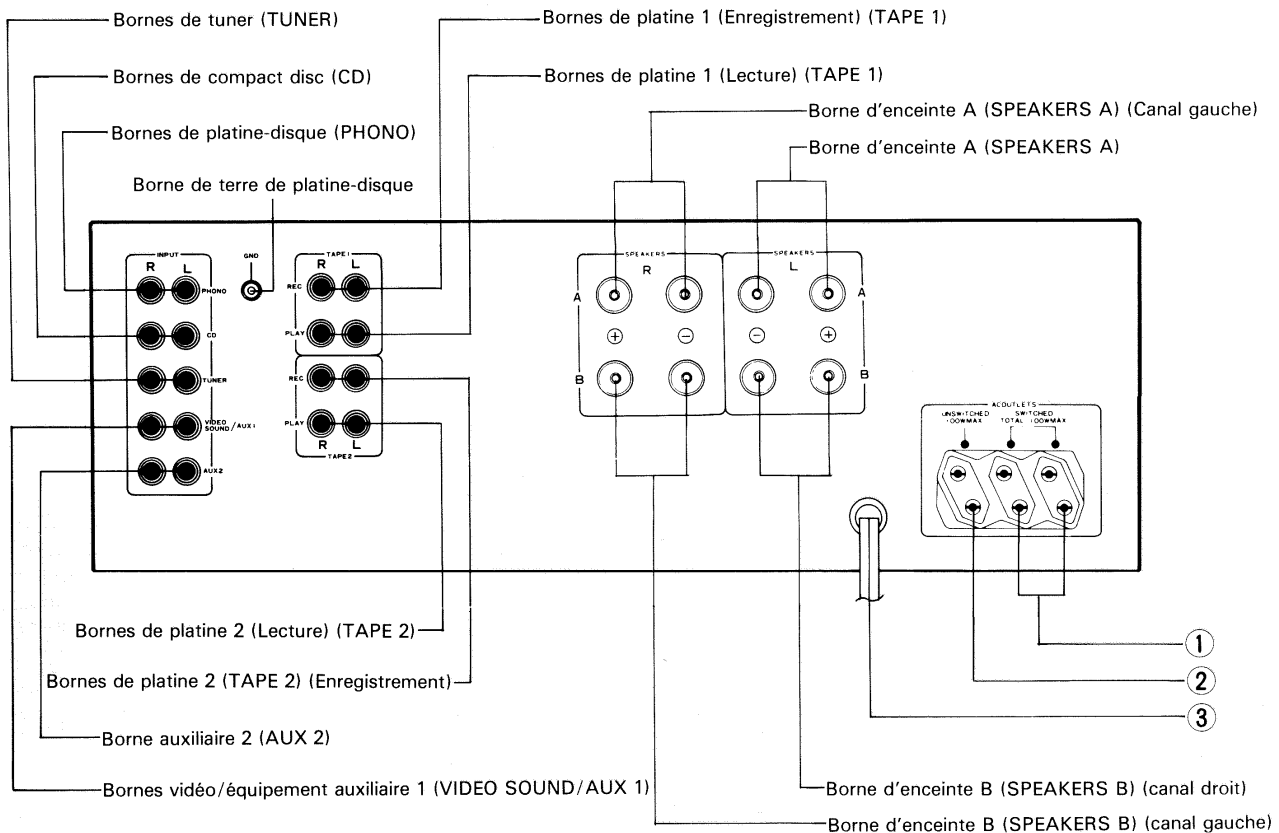 Bornes de tuner (TUNER)
Bornes de platine 1 (Enregistrement) (TAPE 1)
Bornes de compact disc (CD)
Bornes de platine 1 (Lecture) (TAPE 1)
Borne d'enceinte A (SPEAKERS A) (Canal gauche)
Bornes de platine-disque (PHONO)
Borne d'enceinte A (SPEAKERS A)
Borne de terre de platine-disque
INPUT
R L
PHONO
CD
TUNER
VIDEO
SOUND/AUX1
AUX2
GND
TAPE1
R L
REC
PLAY
REC
PLAY
R L
TAPE2
SPEAKERS
R
SPEAKERS
L
A
A
+ − − +
B
B
AC OUTLETS
UNSWITCHED
100W MAX
SWITCHED
TOTAL 100W MAX
Bornes de platine 2 (Lecture) (TAPE 2)
1
Bornes de platine 2 (TAPE 2) (Enregistrement)
2
3
Borne auxiliaire 2 (AUX 2)
Bornes vidéo/équipement auxiliaire 1 (VIDEO SOUND/AUX 1)
Borne d'enceinte B (SPEAKERS B) (canal droit)
Borne d'enceinte B (SPEAKERS B) (canal gauche)